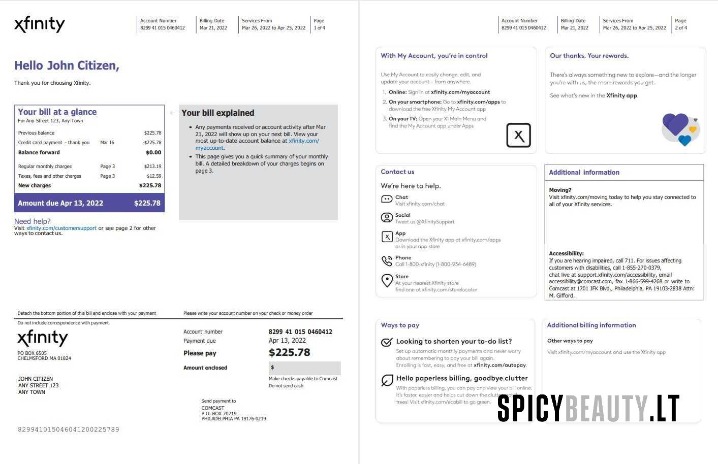 xfinity
Account Number
8299 41 015 0460412
Billing Date
Mar 21, 2022
Services From
Mar 26, 2022 to Apr 25, 2022
Page
1 of 4
Hello John Citizen,
Thank you for choosing Xfinity.
Your bill at a glance
For Any Street 123, Any Town
Previous balance $225.78
Credit card payment - thank you Mar 16 -$225.78
Balance forward $0.00
Regular monthly charges Page 3 $213.19
Taxes, fees and other charges Page 3 $12.59
New charges $225.78
Amount due Apr 13, 2022 $225.78
Need help?
Visit xfinity.com/customersupport or see page 2 for other
ways to contact us.
Your bill explained
• Any payments received or account activity after Mar
21, 2022 will show up on your next bill. View your
most up-to-date account balance at xfinity.com/
myaccount.
• This page gives you a quick summary of your monthly
bill. A detailed breakdown of your charges begins on
page 3.
Detach the bottom portion of this bill and enclose with your payment
Please write your account number on your check or money order
Do not include correspondence with payment
xfinity
PO BOX 6505
CHELMSFORD MA 01824
JOHN CITIZEN
ANY STREET 123
ANY TOWN
Account number 8299 41 015 0460412
Payment due Apr 13, 2022
Please pay $225.78
Amount enclosed $
Make checks payable to Comcast
Do not send cash
Send payment to
COMCAST
P.O. BOX 70219
PHILADELPHIA PA 19176-0219
Account Number
8299 41 015 0460412
Billing Date
Mar 21, 2022
Services From
Mar 26, 2022 to Apr 25, 2022
Page
2 of 4
With My Account, you're in control
Use My Account to easily change, edit, and
update your account - from anywhere.
1. Online: Sign in at xfinity.com/myaccount
2. On your smartphone: Go to xfinity.com/apps to
download the free Xfinity My Account app
3. On your TV: Open your X1 Main Menu and
find the My Account app under Apps
X
Our thanks. Your rewards.
There's always something new to explore—and the longer
you're with us, the more rewards you get.
See what's new in the Xfinity app.
Contact us
We're here to help.
Chat
Visit xfinity.com/chat
Social
Tweet us @XfinitySupport
App
Download the Xfinity app at xfinity.com/apps
or in your app store
Phone
Call 1-800-xfinity (1-800-934-6489)
Store
At your nearest Xfinity store
Find one at xfinity.com/storelocator
Additional information
Moving?
Visit xfinity.com/moving today to help you stay connected to
all of your Xfinity services.
Accessibility:
If you are hearing impaired, call 711. For issues affecting
customers with disabilities, call 1-855-270-0379,
chat live at support.xfinity.com/accessibility, email
accessibility@comcast.com, fax 1-866-599-4268 or write to
Comcast at 1701 JFK Blvd., Philadelphia, PA 19103-2838 Attn:
M. Gifford.
Ways to pay
Looking to shorten your to-do list?
Set up automatic monthly payments and never worry
about remembering to pay your bill again.
Enrolling is fast, easy, and free at xfinity.com/autopay.
Hello paperless billing, goodbye clutter
With paperless billing, you can pay and view your bill online.
It's faster, easier and helps cut down the clutter
Visit xfinity.com/ecobill to go green.
Additional billing information
Other ways to pay
Visit xfinity.com/myaccount and use the Xfinity app
SPICYBEAUTY.LT